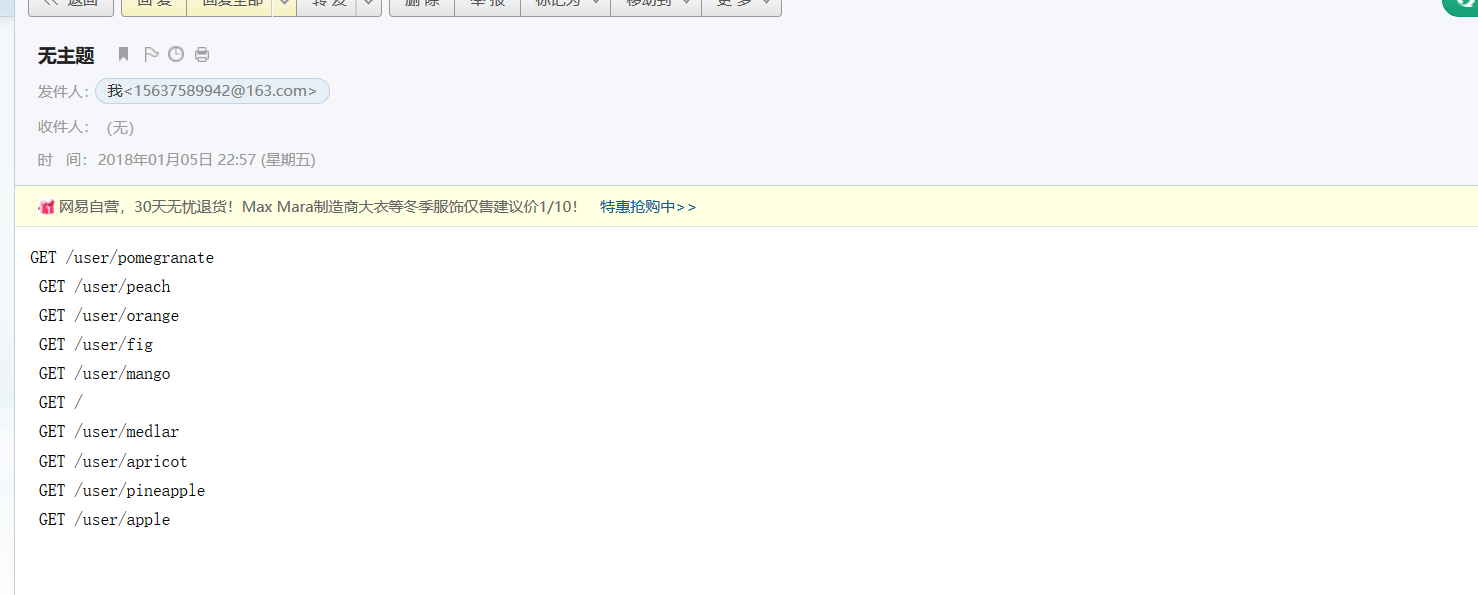 << 返回 回 复 回复全部 转 发 删 除 举 报 标记为 移动到 更 多
无主题
发件人： 我<15637589942@163.com>
收件人： (无)
时 间： 2018年01月05日 22:57 (星期五)
网易自营，30天无忧退货！Max Mara制造商大衣等冬季服饰仅售建议价1/10！ 特惠抢购中>>
GET /user/pomegranate
GET /user/peach
GET /user/orange
GET /user/fig
GET /user/mango
GET /
GET /user/medlar
GET /user/apricot
GET /user/pineapple
GET /user/apple